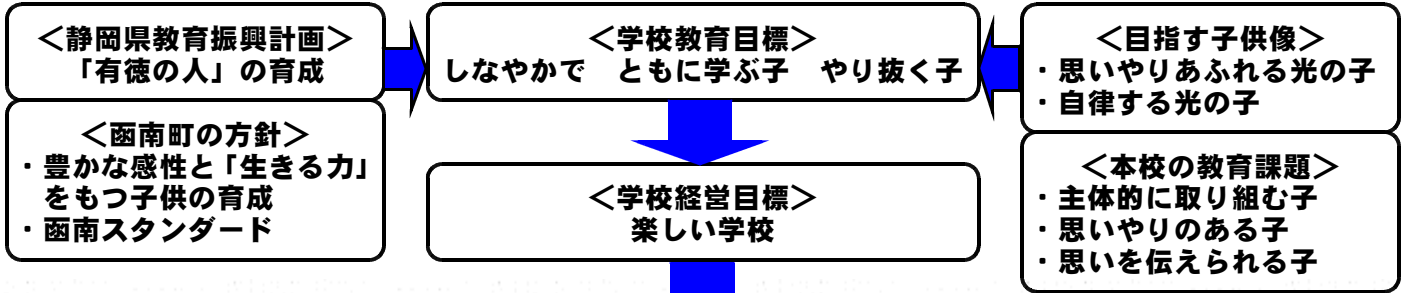 ＜静岡県教育振興計画＞
「有徳の人」の育成
＜函南町の方針＞
・豊かな感性と「生きる力」
をもつ子供の育成
・函南スタンダード
＜学校教育目標＞
しなやかで　ともに学ぶ子　やり抜く子
＜学校経営目標＞
楽しい学校
＜目指す子供像＞
・思いやりあふれる光の子
・自律する光の子
＜本校の教育課題＞
・主体的に取り組む子
・思いやりのある子
・思いを伝えられる子